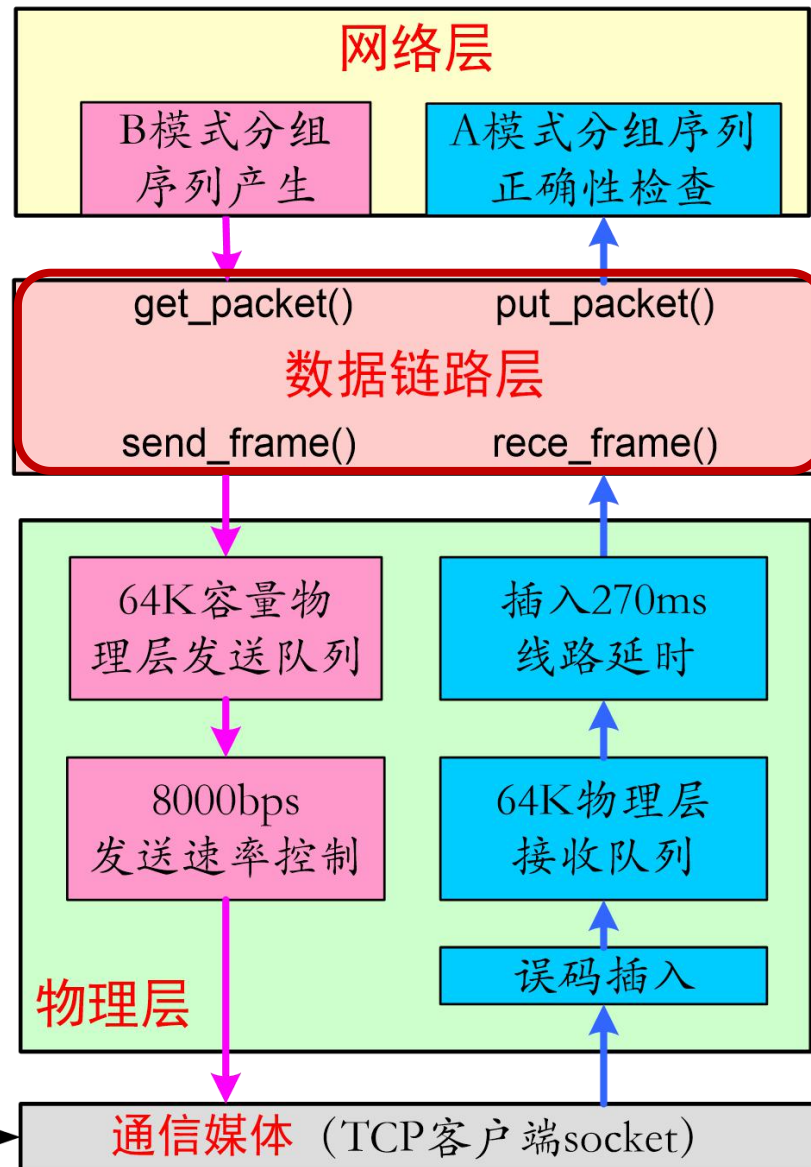 网络层
B模式分组
序列产生
A模式分组序列
正确性检查
get_packet()
put_packet()
数据链路层
send_frame()
rece_frame()
64K容量物
理层发送队列
插入270ms
线路延时
8000bps
发送速率控制
64K物理层
接收队列
误码插入
物理层
通信媒体（TCP客户端socket）